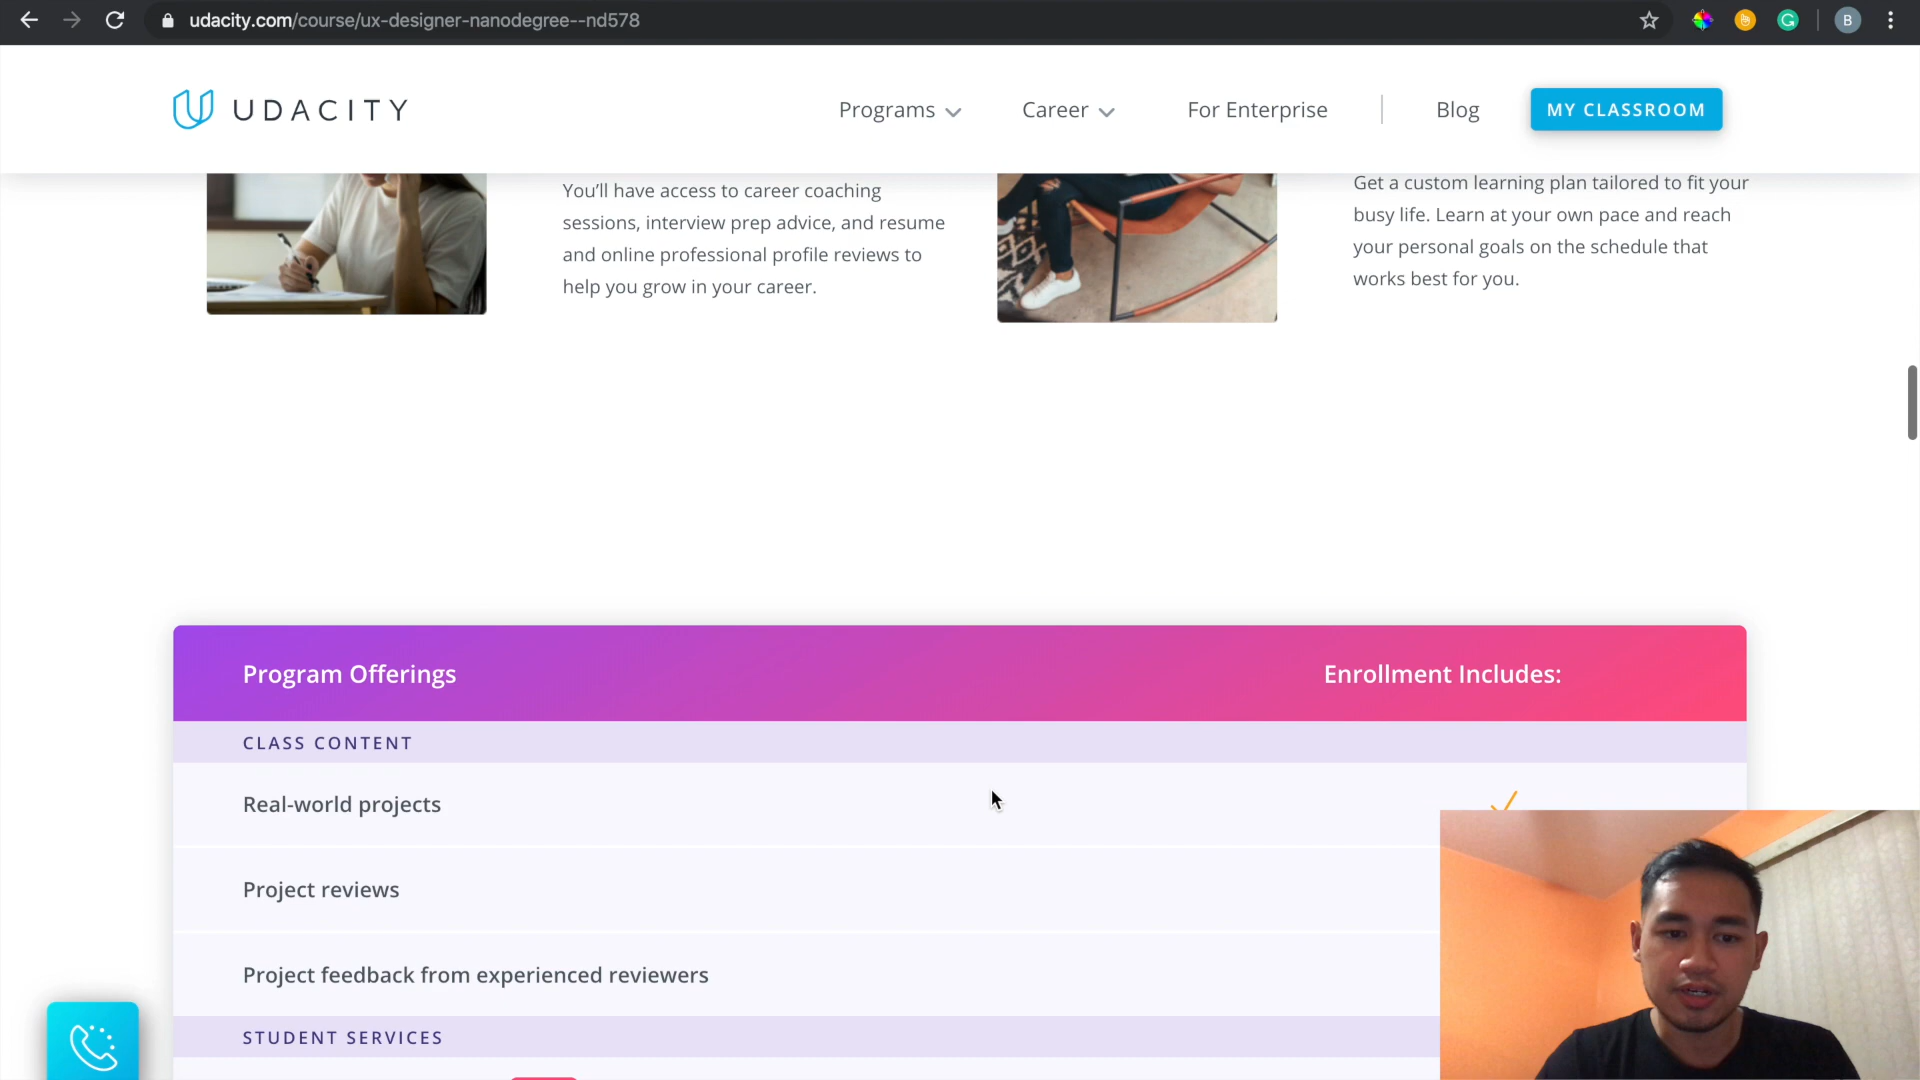 udacity.com/course/ux-designer-nanodegree--nd578
B
UDACITY
Programs
Career
For Enterprise
Blog
MY CLASSROOM
You’ll have access to career coaching
sessions, interview prep advice, and resume
and online professional profile reviews to
help you grow in your career.
Get a custom learning plan tailored to fit your
busy life. Learn at your own pace and reach
your personal goals on the schedule that
works best for you.
Program Offerings
Enrollment Includes:
CLASS CONTENT
Real-world projects
Project reviews
Project feedback from experienced reviewers
STUDENT SERVICES